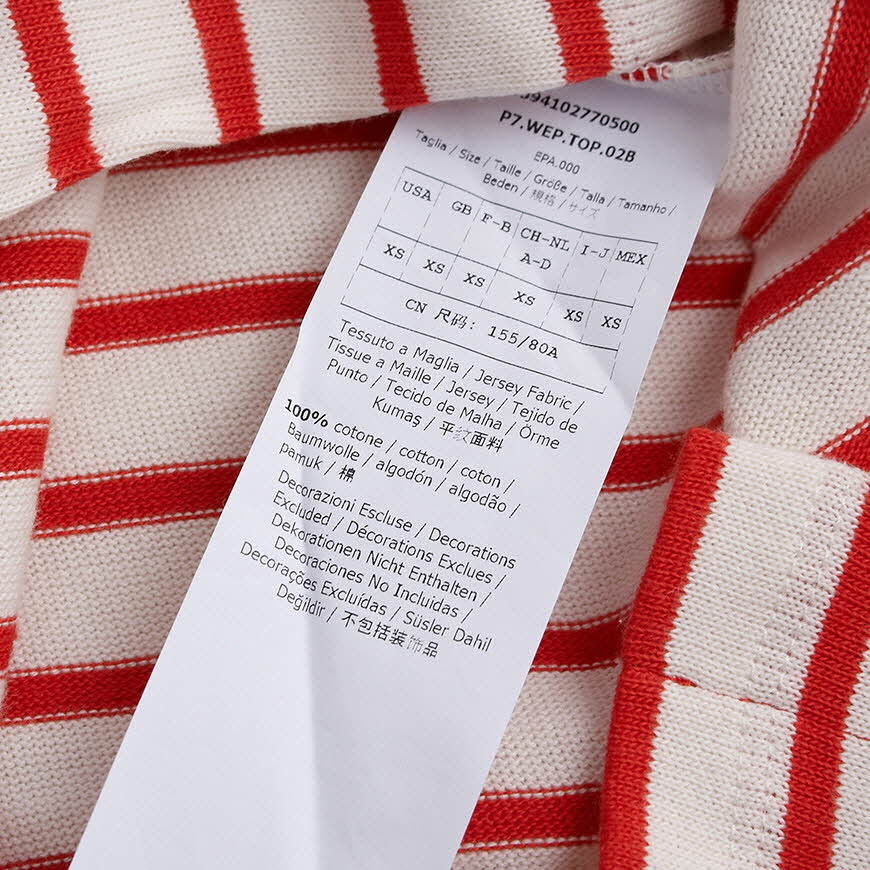 94102770500
P7.WEP.TOP.02B
EPA.000
Taglia / Size / Taille / Größe / Talla / Tamanho /
Beden / 規格 / サイズ
USA GB F-B CH-NL A-D I-J MEX
XS XS XS XS XS XS
CN 尺码: 155/80A
Tessuto a Maglia / Jersey Fabric /
Tissue a Maille / Jersey / Tejido de
Punto / Tecido de Malha / Örme
Kumaş / 平纹面料
100% cotone / cotton / coton /
Baumwolle / algodón / algodão /
pamuk / 棉
Decorazioni Escluse / Decorations
Excluded / Décorations Exclues /
Dekorationen Nicht Enthalten /
Decoraciones No Incluidas /
Decorações Excluídas / Süsler Dahil
Değildir / 不包括装饰品